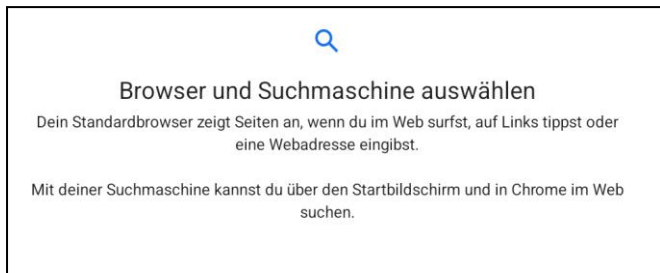 Browser und Suchmaschine auswählen
Dein Standardbrowser zeigt Seiten an, wenn du im Web surfst, auf Links tippst oder
eine Webadresse eingibst.
Mit deiner Suchmaschine kannst du über den Startbildschirm und in Chrome im Web
suchen.